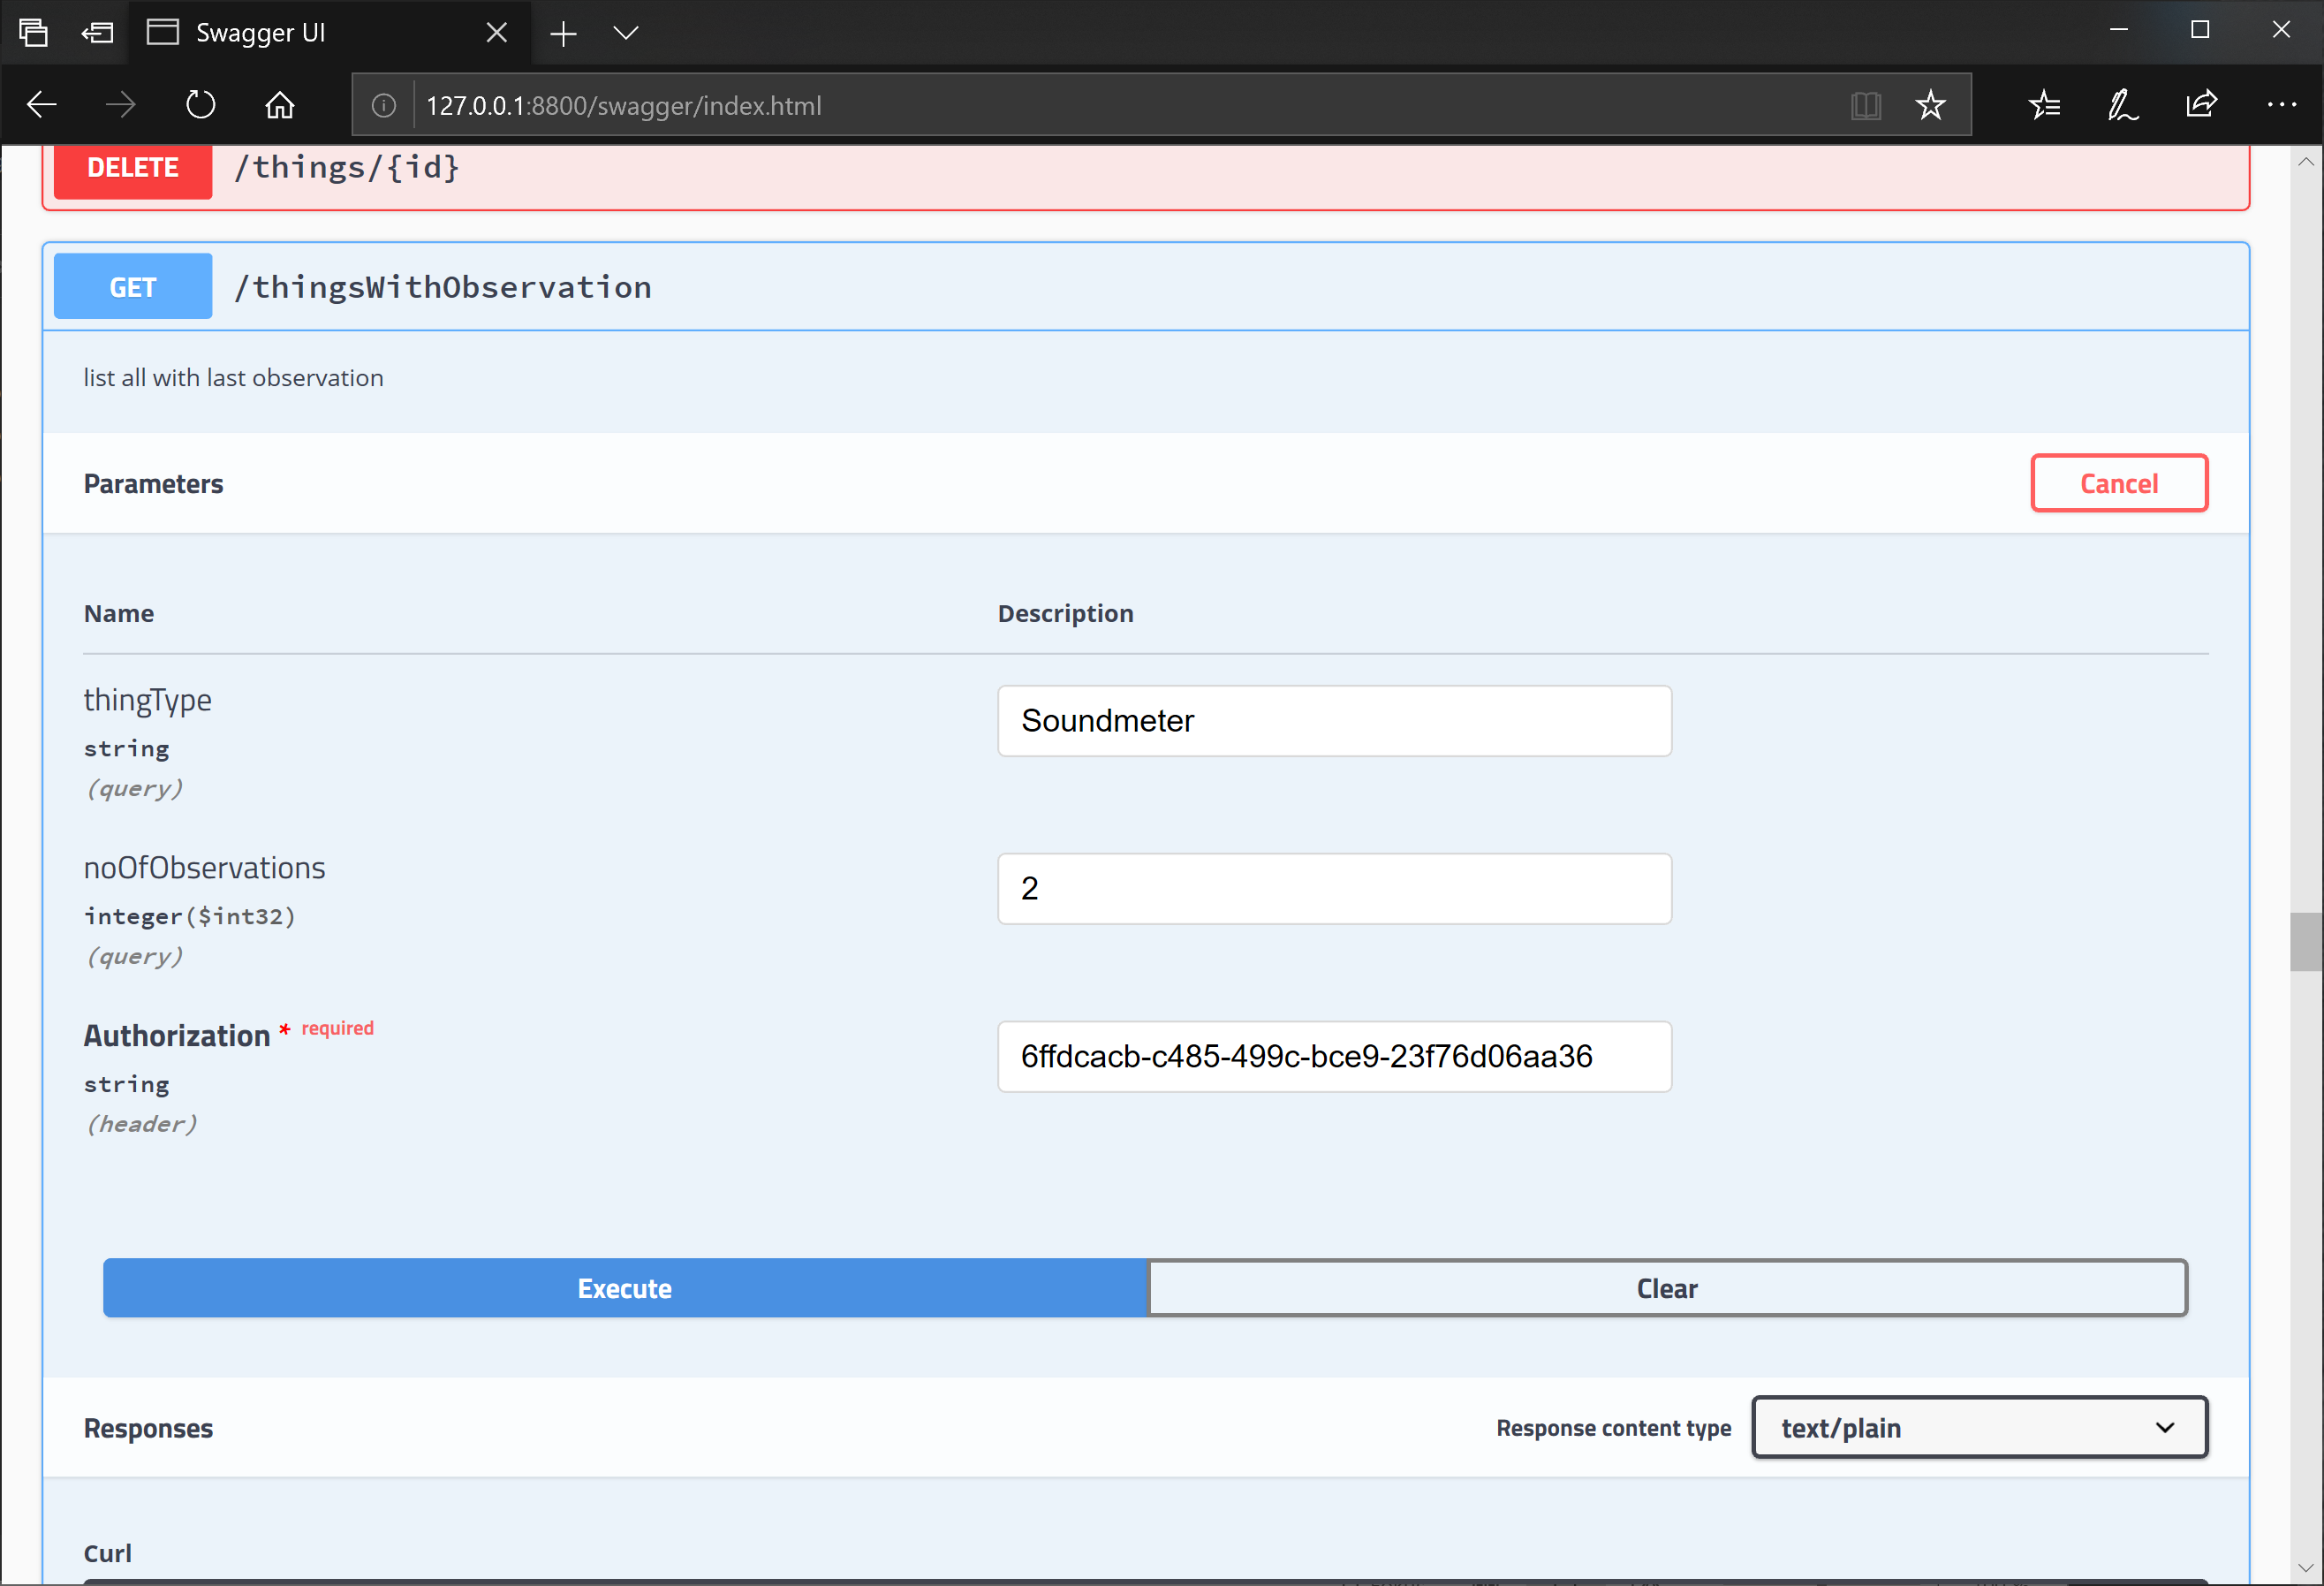 Swagger UI
127.0.0.1:8800/swagger/index.html
DELETE /things/{id}
GET /thingsWithObservation
list all with last observation
Parameters Cancel
Name Description
thingType Soundmeter
string
(query)
noOfObservations 2
integer($int32)
(query)
Authorization * required 6ffdcacb-c485-499c-bce9-23f76d06aa36
string
(header)
Execute Clear
Responses Response content type text/plain
Curl